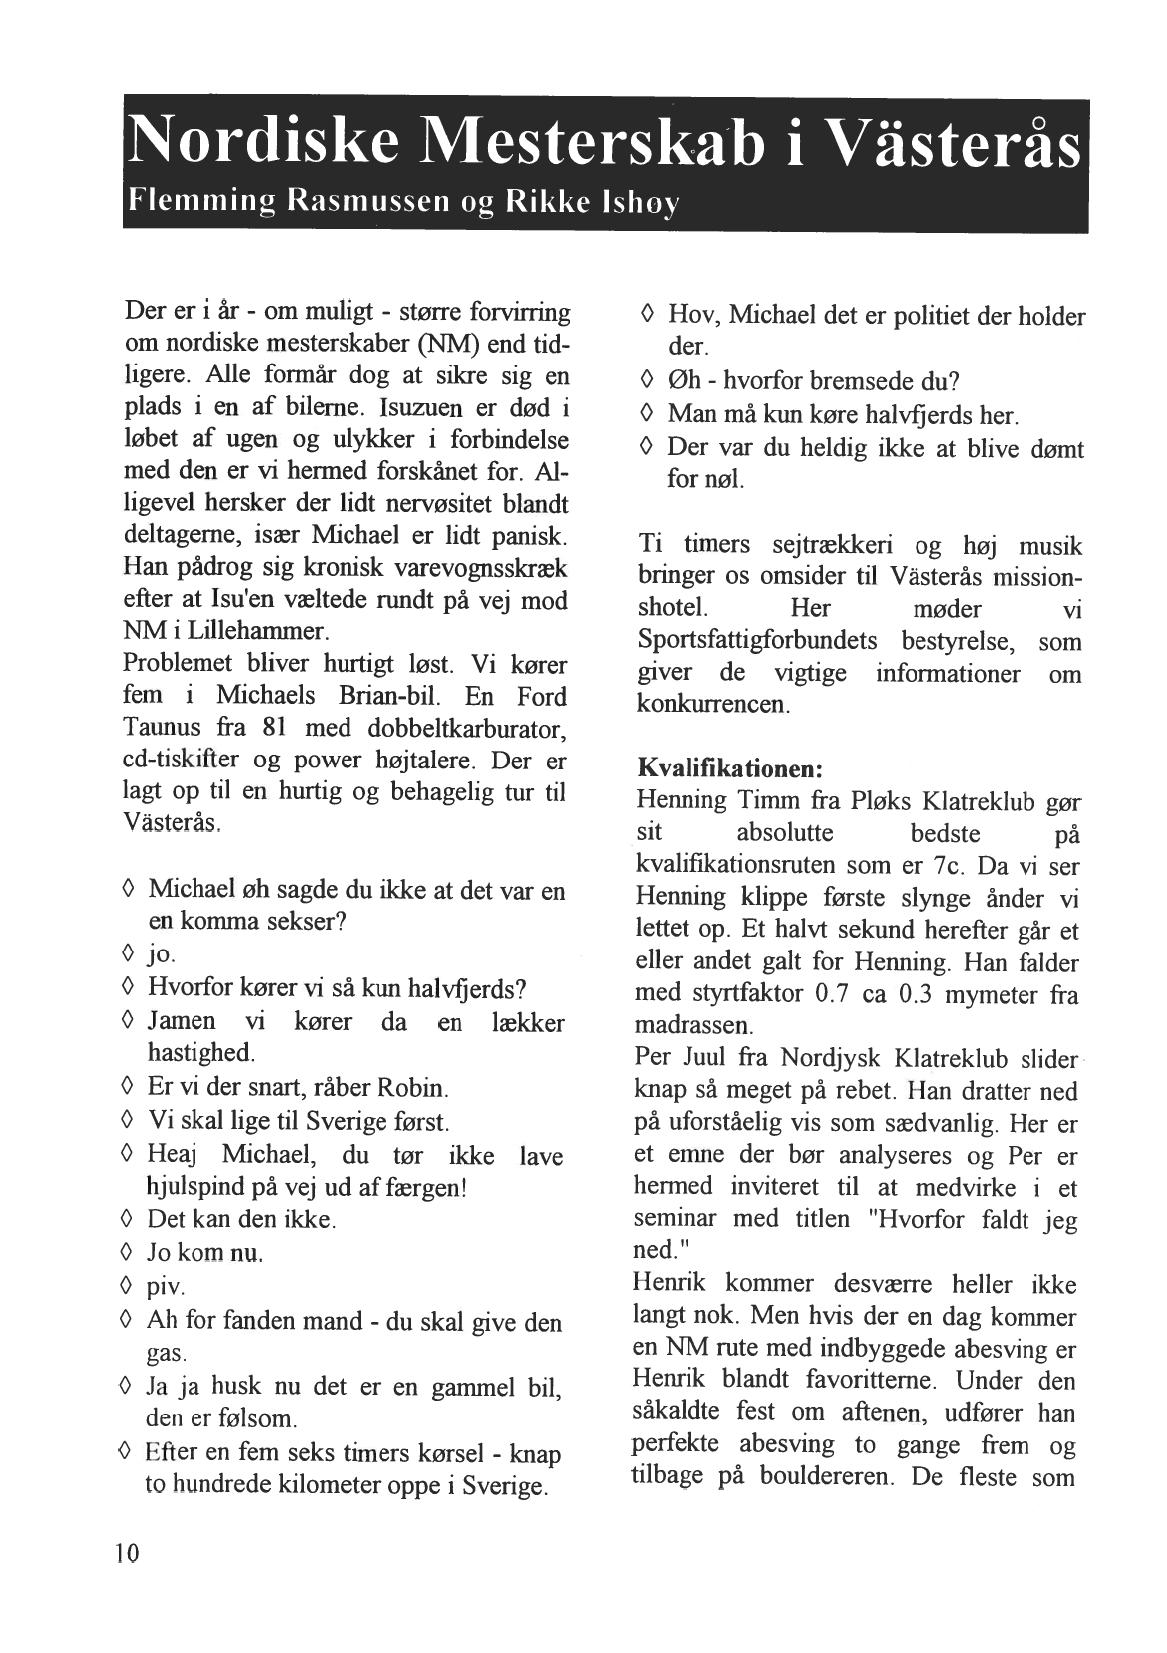 Nordiske Mesterskab i Västerås
Flemming Rasmussen og Rikke Ishøy
Der er i år - om muligt - større forvirring
om nordiske mesterskaber (NM) end tid-
ligere. Alle formår dog at sikre sig en
plads i en af bilerne. Isuzuen er død i
løbet af ugen og ulykker i forbindelse
med den er vi hermed forskånet for. Al-
ligevel hersker der lidt nervøsitet blandt
deltagerne, især Michael er lidt panisk.
Han pådrog sig kronisk varevognsskræk
efter at Isu'en væltede rundt på vej mod
NM i Lillehammer.
Problemet bliver hurtigt løst. Vi kører
fem i Michaels Brian-bil. En Ford
Taunus fra 81 med dobbeltkarburator,
cd-tiskifter og power højtalere. Der er
lagt op til en hurtig og behagelig tur til
Västerås.
◊ Michael øh sagde du ikke at det var en
en komma sekser?
◊ jo.
◊ Hvorfor kører vi så kun halvfjerds?
◊ Jamen vi kører da en lækker
hastighed.
◊ Er vi der snart, råber Robin.
◊ Vi skal lige til Sverige først.
◊ Heaj Michael, du tør ikke lave
hjulspind på vej ud af færgen!
◊ Det kan den ikke.
◊ Jo kom nu.
◊ piv.
◊ Ah for fanden mand - du skal give den
gas.
◊ Ja ja husk nu det er en gammel bil,
den er følsom.
◊ Efter en fem seks timers kørsel - knap
to hundrede kilometer oppe i Sverige.
◊ Hov, Michael det er politiet der holder
der.
◊ Øh - hvorfor bremsede du?
◊ Man må kun køre halvfjerds her.
◊ Der var du heldig ikke at blive dømt
for nøl.
Ti timers sejtrækkeri og høj musik
bringer os omsider til Västerås mission-
shotel. Her møder vi
Sportsfattigforbundets bestyrelse, som
giver de vigtige informationer om
konkurrencen.
Kvalifikationen:
Henning Timm fra Pløks Klatreklub gør
sit absolutte bedste på
kvalifikationsruten som er 7c. Da vi ser
Henning klippe første slynge ånder vi
lettet op. Et halvt sekund herefter går et
eller andet galt for Henning. Han falder
med styrtfaktor 0.7 ca 0.3 mymeter fra
madrassen.
Per Juul fra Nordjysk Klatreklub slider
knap så meget på rebet. Han dratter ned
på uforståelig vis som sædvanlig. Her er
et emne der bør analyseres og Per er
hermed inviteret til at medvirke i et
seminar med titlen "Hvorfor faldt jeg
ned."
Henrik kommer desværre heller ikke
langt nok. Men hvis der en dag kommer
en NM rute med indbyggede abesving er
Henrik blandt favoritterne. Under den
såkaldte fest om aftenen, udfører han
perfekte abesving to gange frem og
tilbage på bouldereren. De fleste som
10